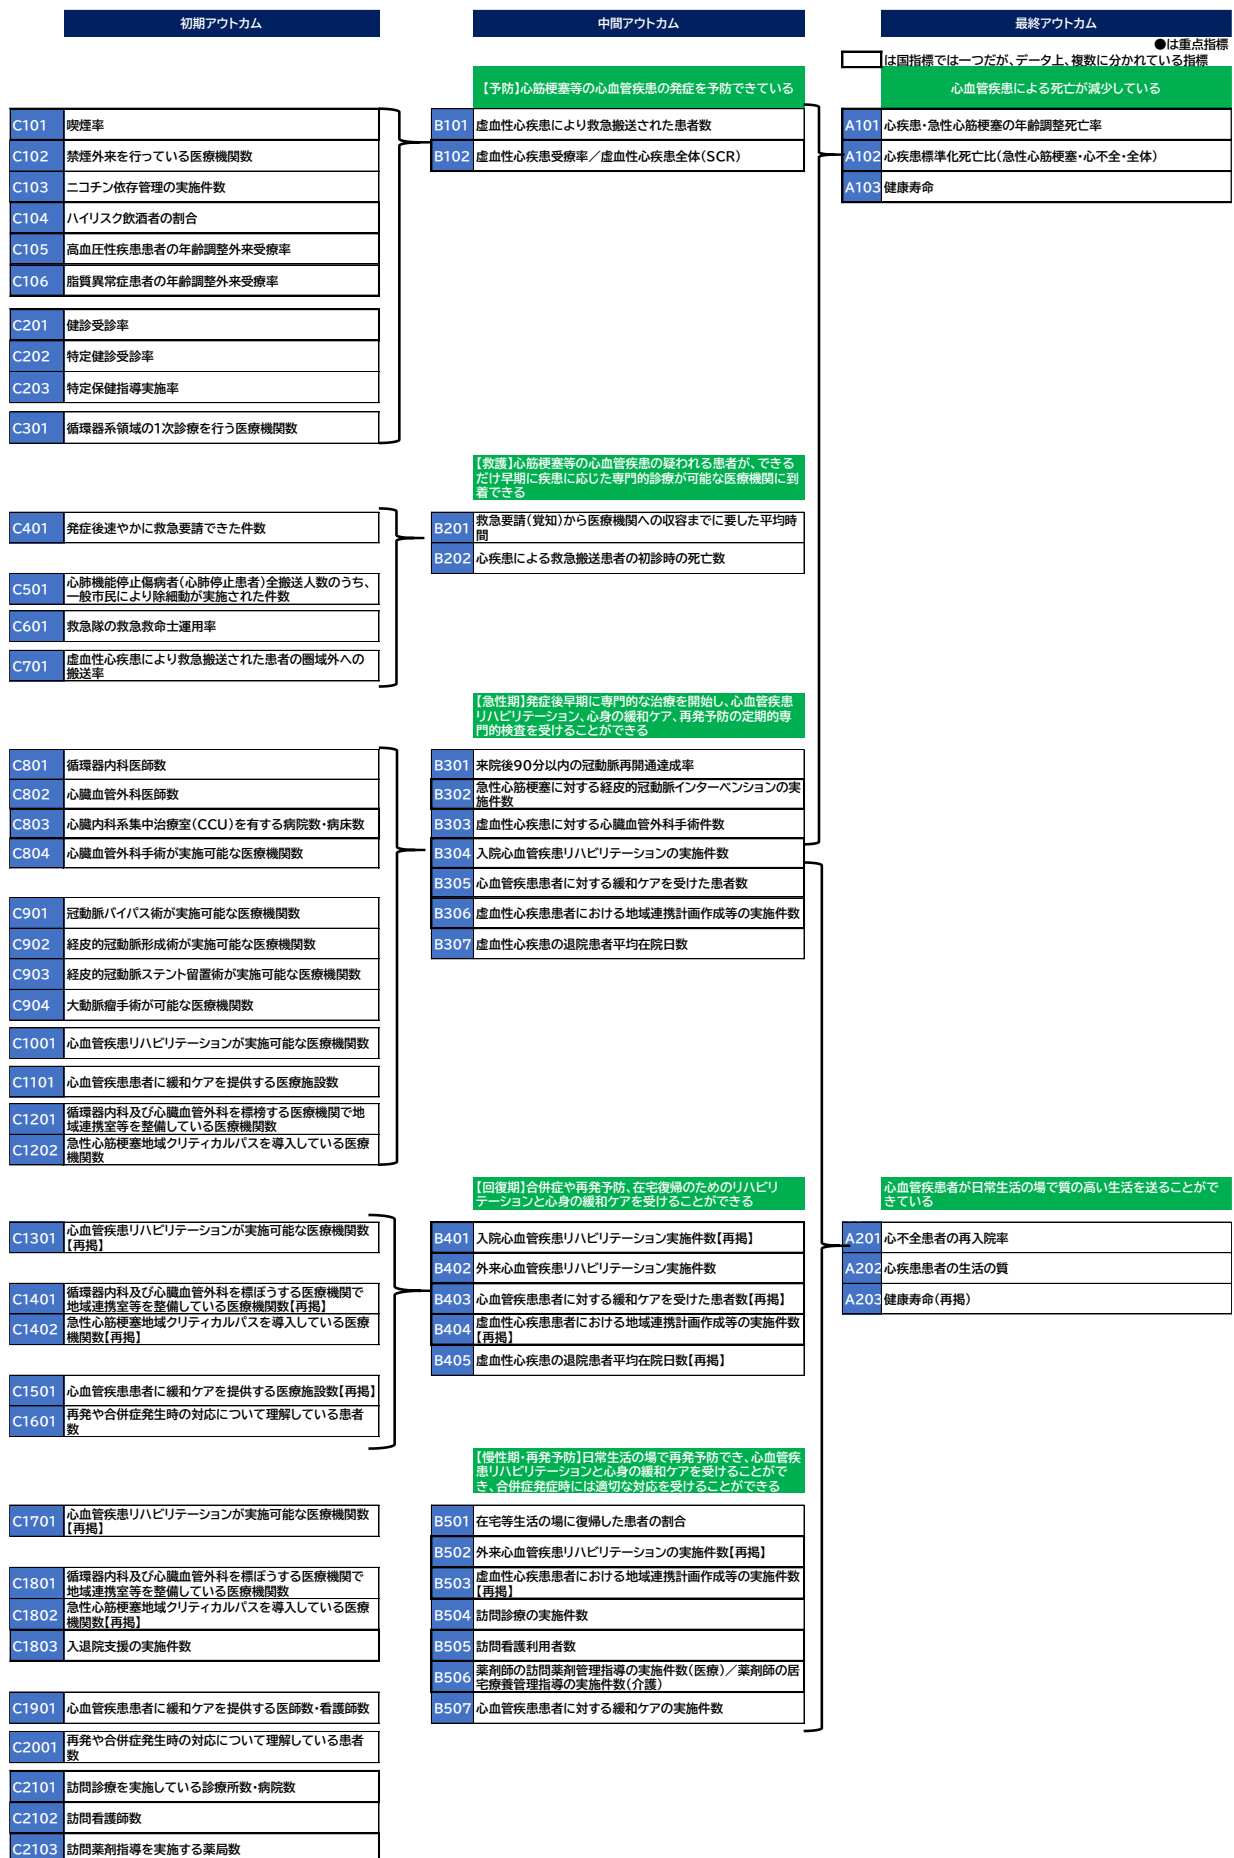 初期アウトカム
中間アウトカム
最終アウトカム
●は重点指標
は国指標では一つだが、データ上、複数に分かれている指標
【予防】心筋梗塞等の心血管疾患の発症を予防できている
心血管疾患による死亡が減少している
C101 喫煙率
C102 禁煙外来を行っている医療機関数
C103 ニコチン依存管理の実施件数
C104 ハイリスク飲酒者の割合
C105 高血圧性疾患患者の年齢調整外来受療率
C106 脂質異常症患者の年齢調整外来受療率
C201 健診受診率
C202 特定健診受診率
C203 特定保健指導実施率
C301 循環器系領域の1次診療を行う医療機関数
B101 虚血性心疾患により救急搬送された患者数
B102 虚血性心疾患受療率／虚血性心疾患全体(SCR)
A101 心疾患・急性心筋梗塞の年齢調整死亡率
A102 心疾患標準化死亡比(急性心筋梗塞・心不全・全体)
A103 健康寿命
【救護】心筋梗塞等の心血管疾患の疑われる患者が、できる
だけ早期に疾患に応じた専門的診療が可能な医療機関に到
着できる
C401 発症後速やかに救急要請できた件数
C501 心肺機能停止傷病者(心肺停止患者)全搬送人数のうち、
一般市民により除細動が実施された件数
C601 救急隊の救急救命士運用率
C701 虚血性心疾患により救急搬送された患者の圏域外への
搬送率
B201 救急要請(覚知)から医療機関への収容までに要した平均時
間
B202 心疾患による救急搬送患者の初診時の死亡数
【急性期】発症後早期に専門的な治療を開始し、心血管疾患
リハビリテーション、心身の緩和ケア、再発予防の定期的専
門的検査を受けることができる
C801 循環器内科医師数
C802 心臓血管外科医師数
C803 心臓内科系集中治療室(CCU)を有する病院数・病床数
C804 心臓血管外科手術が実施可能な医療機関数
C901 冠動脈バイパス術が実施可能な医療機関数
C902 経皮的冠動脈形成術が実施可能な医療機関数
C903 経皮的冠動脈ステント留置術が実施可能な医療機関数
C904 大動脈瘤手術が可能な医療機関数
C1001 心血管疾患リハビリテーションが実施可能な医療機関数
C1101 心血管疾患患者に緩和ケアを提供する医療施設数
C1201 循環器内科及び心臓血管外科を標榜する医療機関で地
域連携室等を整備している医療機関数
C1202 急性心筋梗塞地域クリティカルパスを導入している医療
機関数
B301 来院後90分以内の冠動脈再開通達成率
B302 急性心筋梗塞に対する経皮的冠動脈インターベンションの実
施件数
B303 虚血性心疾患に対する心臓血管外科手術件数
B304 入院心血管疾患リハビリテーションの実施件数
B305 心血管疾患患者に対する緩和ケアを受けた患者数
B306 虚血性心疾患患者における地域連携計画作成等の実施件数
B307 虚血性心疾患の退院患者平均在院日数
【回復期】合併症や再発予防、在宅復帰のためのリハビリ
テーションと心身の緩和ケアを受けることができる
心血管疾患患者が日常生活の場で質の高い生活を送ることがで
きている
C1301 心血管疾患リハビリテーションが実施可能な医療機関数
【再掲】
C1401 循環器内科及び心臓血管外科を標ぼうする医療機関で
地域連携室等を整備している医療機関数【再掲】
C1402 急性心筋梗塞地域クリティカルパスを導入している医療
機関数【再掲】
C1501 心血管疾患患者に緩和ケアを提供する医療施設数【再掲】
C1601 再発や合併症発生時の対応について理解している患者
数
B401 入院心血管疾患リハビリテーション実施件数【再掲】
B402 外来心血管疾患リハビリテーション実施件数
B403 心血管疾患患者に対する緩和ケアを受けた患者数【再掲】
B404 虚血性心疾患患者における地域連携計画作成等の実施件数
【再掲】
B405 虚血性心疾患の退院患者平均在院日数【再掲】
A201 心不全患者の再入院率
A202 心疾患患者の生活の質
A203 健康寿命(再掲)
【慢性期・再発予防】日常生活の場で再発予防でき、心血管疾
患リハビリテーションと心身の緩和ケアを受けることがで
き、合併症発症時には適切な対応を受けることができる
C1701 心血管疾患リハビリテーションが実施可能な医療機関数
【再掲】
C1801 循環器内科及び心臓血管外科を標ぼうする医療機関で
地域連携室等を整備している医療機関数
C1802 急性心筋梗塞地域クリティカルパスを導入している医療
機関数【再掲】
C1803 入退院支援の実施件数
C1901 心血管疾患患者に緩和ケアを提供する医師数・看護師数
C2001 再発や合併症発生時の対応について理解している患者
数
C2101 訪問診療を実施している診療所数・病院数
C2102 訪問看護師数
C2103 訪問薬剤指導を実施する薬局数
B501 在宅等生活の場に復帰した患者の割合
B502 外来心血管疾患リハビリテーションの実施件数【再掲】
B503 虚血性心疾患患者における地域連携計画作成等の実施件数
【再掲】
B504 訪問診療の実施件数
B505 訪問看護利用者数
B506 薬剤師の訪問薬剤管理指導の実施件数(医療)／薬剤師の居
宅療養管理指導の実施件数(介護)
B507 心血管疾患患者に対する緩和ケアの実施件数